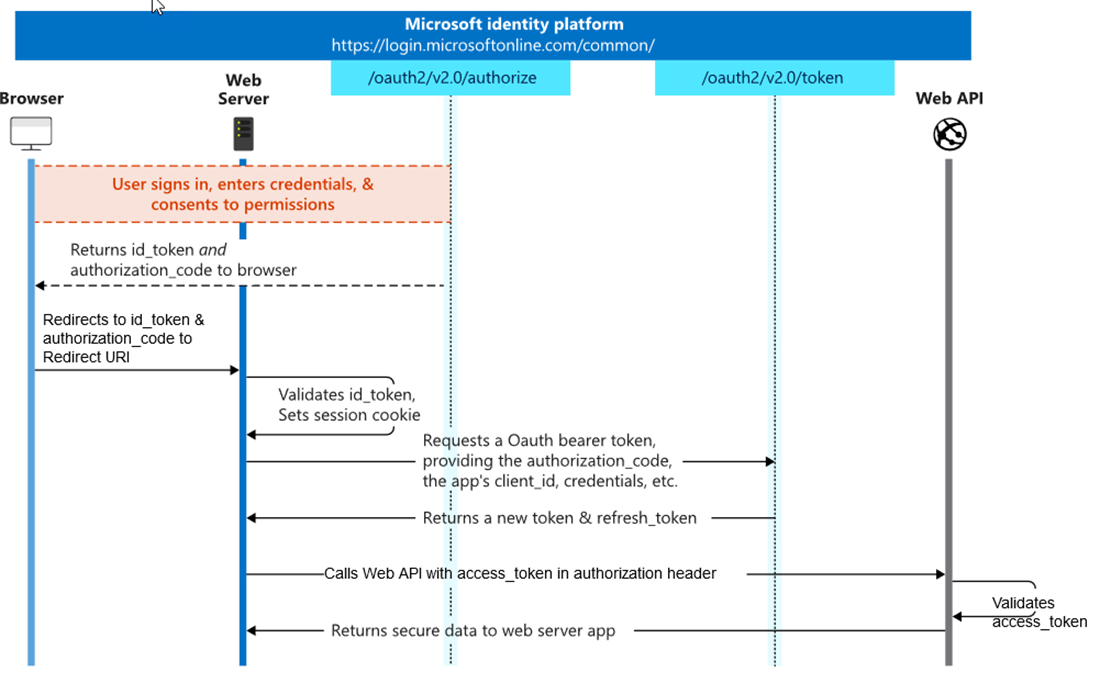 Microsoft identity platform
https://login.microsoftonline.com/common/
/oauth2/v2.0/authorize
/oauth2/v2.0/token
Browser
Web
Server
Web API
User signs in, enters credentials, &
consents to permissions
Returns id_token and
authorization_code to browser
Redirects to id_token &
authorization_code to
Redirect URI
Validates id_token,
Sets session cookie
Requests a Oauth bearer token,
providing the authorization_code,
the app's client_id, credentials, etc.
Returns a new token & refresh_token
Calls Web API with access_token in authorization header
Validates
access_token
Returns secure data to web server app